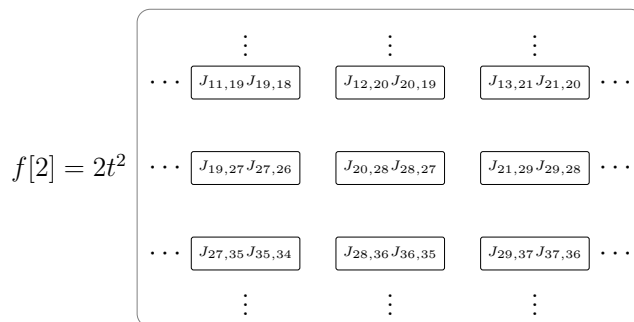 ⋮ ⋮ ⋮
⋯ J_{11,19}J_{19,18} J_{12,20}J_{20,19} J_{13,21}J_{21,20} ⋯
f[2] = 2t^2 ⋯ J_{19,27}J_{27,26} J_{20,28}J_{28,27} J_{21,29}J_{29,28} ⋯
⋯ J_{27,35}J_{35,34} J_{28,36}J_{36,35} J_{29,37}J_{37,36} ⋯
⋮ ⋮ ⋮